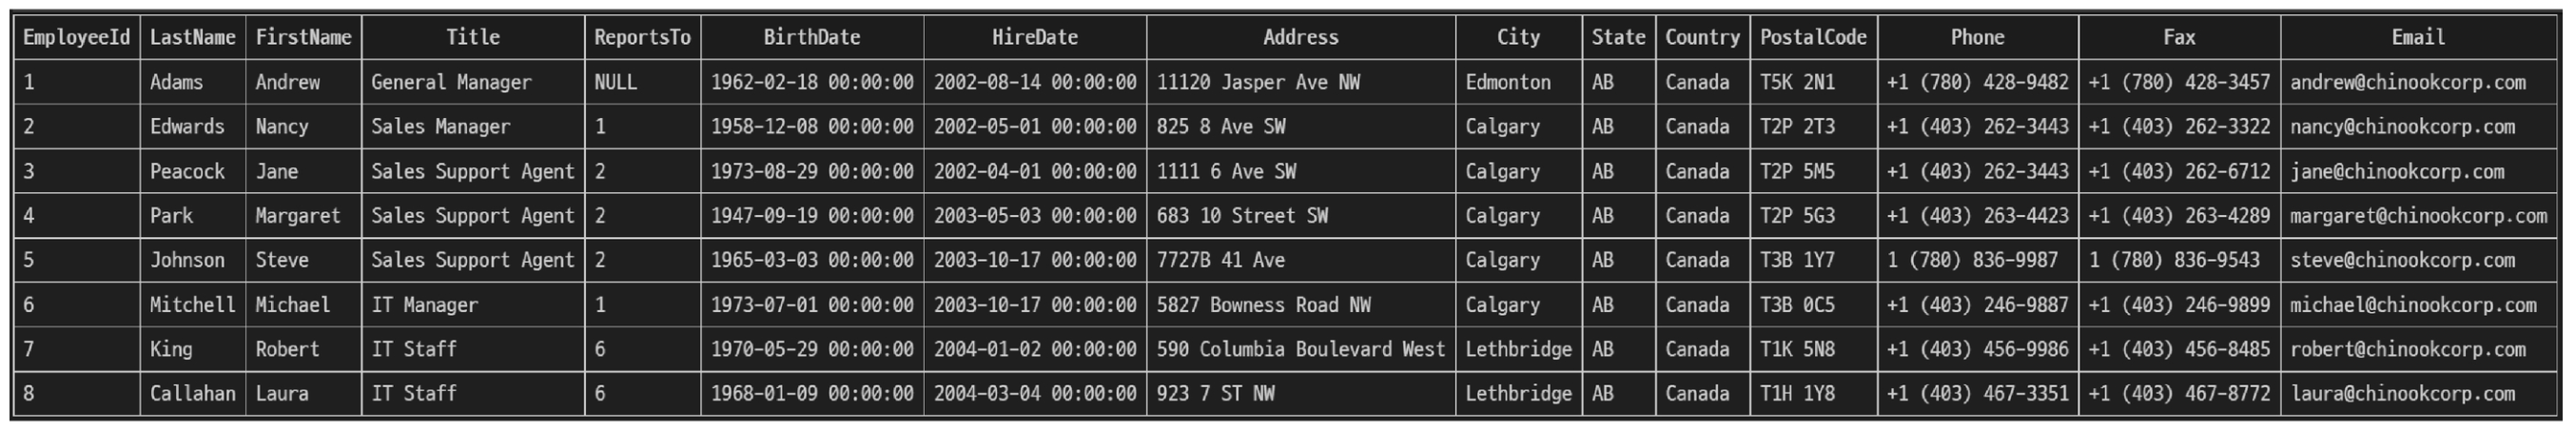 EmployeeId LastName FirstName Title ReportsTo BirthDate HireDate Address City State Country PostalCode Phone Fax Email
1 Adams Andrew General Manager NULL 1962-02-18 00:00:00 2002-08-14 00:00:00 11120 Jasper Ave NW Edmonton AB Canada T5K 2N1 +1 (780) 428-9482 +1 (780) 428-3457 andrew@chinookcorp.com
2 Edwards Nancy Sales Manager 1 1958-12-08 00:00:00 2002-05-01 00:00:00 825 8 Ave SW Calgary AB Canada T2P 2T3 +1 (403) 262-3443 +1 (403) 262-3322 nancy@chinookcorp.com
3 Peacock Jane Sales Support Agent 2 1973-08-29 00:00:00 2002-04-01 00:00:00 1111 6 Ave SW Calgary AB Canada T2P 5M5 +1 (403) 262-3443 +1 (403) 262-6712 jane@chinookcorp.com
4 Park Margaret Sales Support Agent 2 1947-09-19 00:00:00 2003-05-03 00:00:00 683 10 Street SW Calgary AB Canada T2P 5G3 +1 (403) 263-4423 +1 (403) 263-4289 margaret@chinookcorp.com
5 Johnson Steve Sales Support Agent 2 1965-03-03 00:00:00 2003-10-17 00:00:00 7727B 41 Ave Calgary AB Canada T3B 1Y7 1 (780) 836-9987 1 (780) 836-9543 steve@chinookcorp.com
6 Mitchell Michael IT Manager 1 1973-07-01 00:00:00 2003-10-17 00:00:00 5827 Bowness Road NW Calgary AB Canada T3B 0C5 +1 (403) 246-9887 +1 (403) 246-9899 michael@chinookcorp.com
7 King Robert IT Staff 6 1970-05-29 00:00:00 2004-01-02 00:00:00 590 Columbia Boulevard West Lethbridge AB Canada T1K 5N8 +1 (403) 456-9986 +1 (403) 456-8485 robert@chinookcorp.com
8 Callahan Laura IT Staff 6 1968-01-09 00:00:00 2004-03-04 00:00:00 923 7 ST NW Lethbridge AB Canada T1H 1Y8 +1 (403) 467-3351 +1 (403) 467-8772 laura@chinookcorp.com